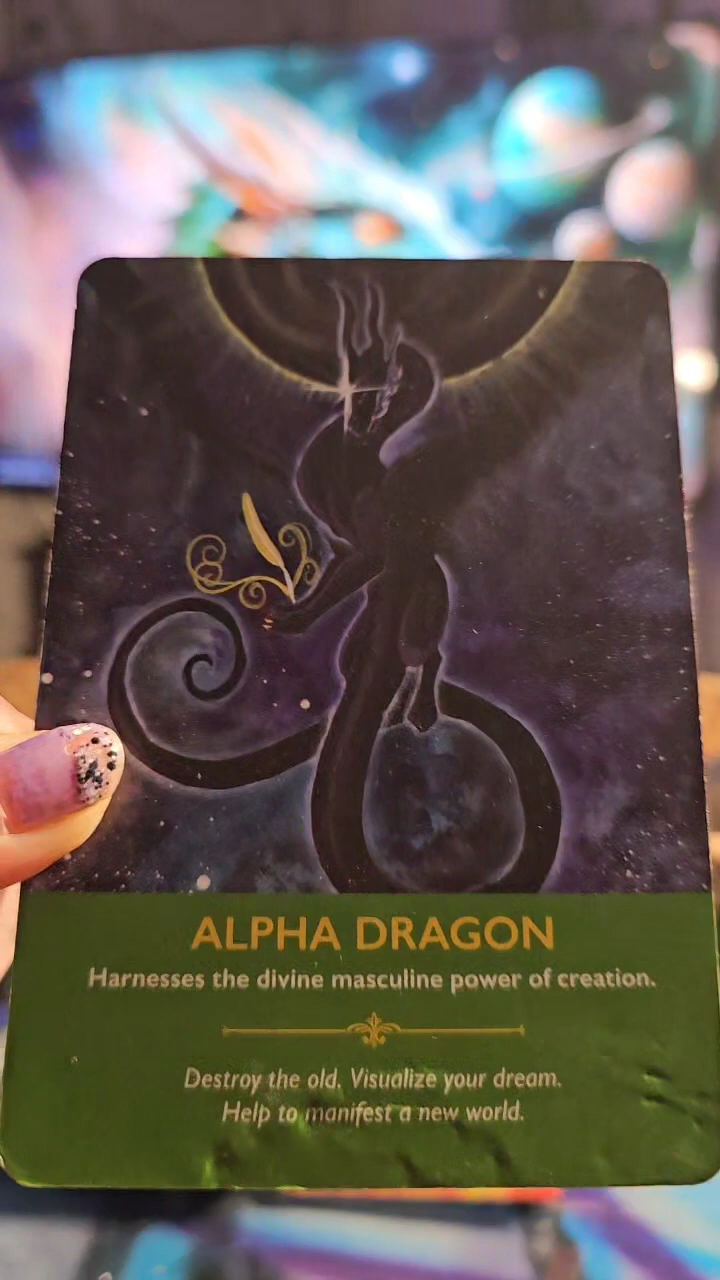 ALPHA DRAGON
Harnesses the divine masculine power of creation.
Destroy the old. Visualize your dream.
Help to manifest a new world.